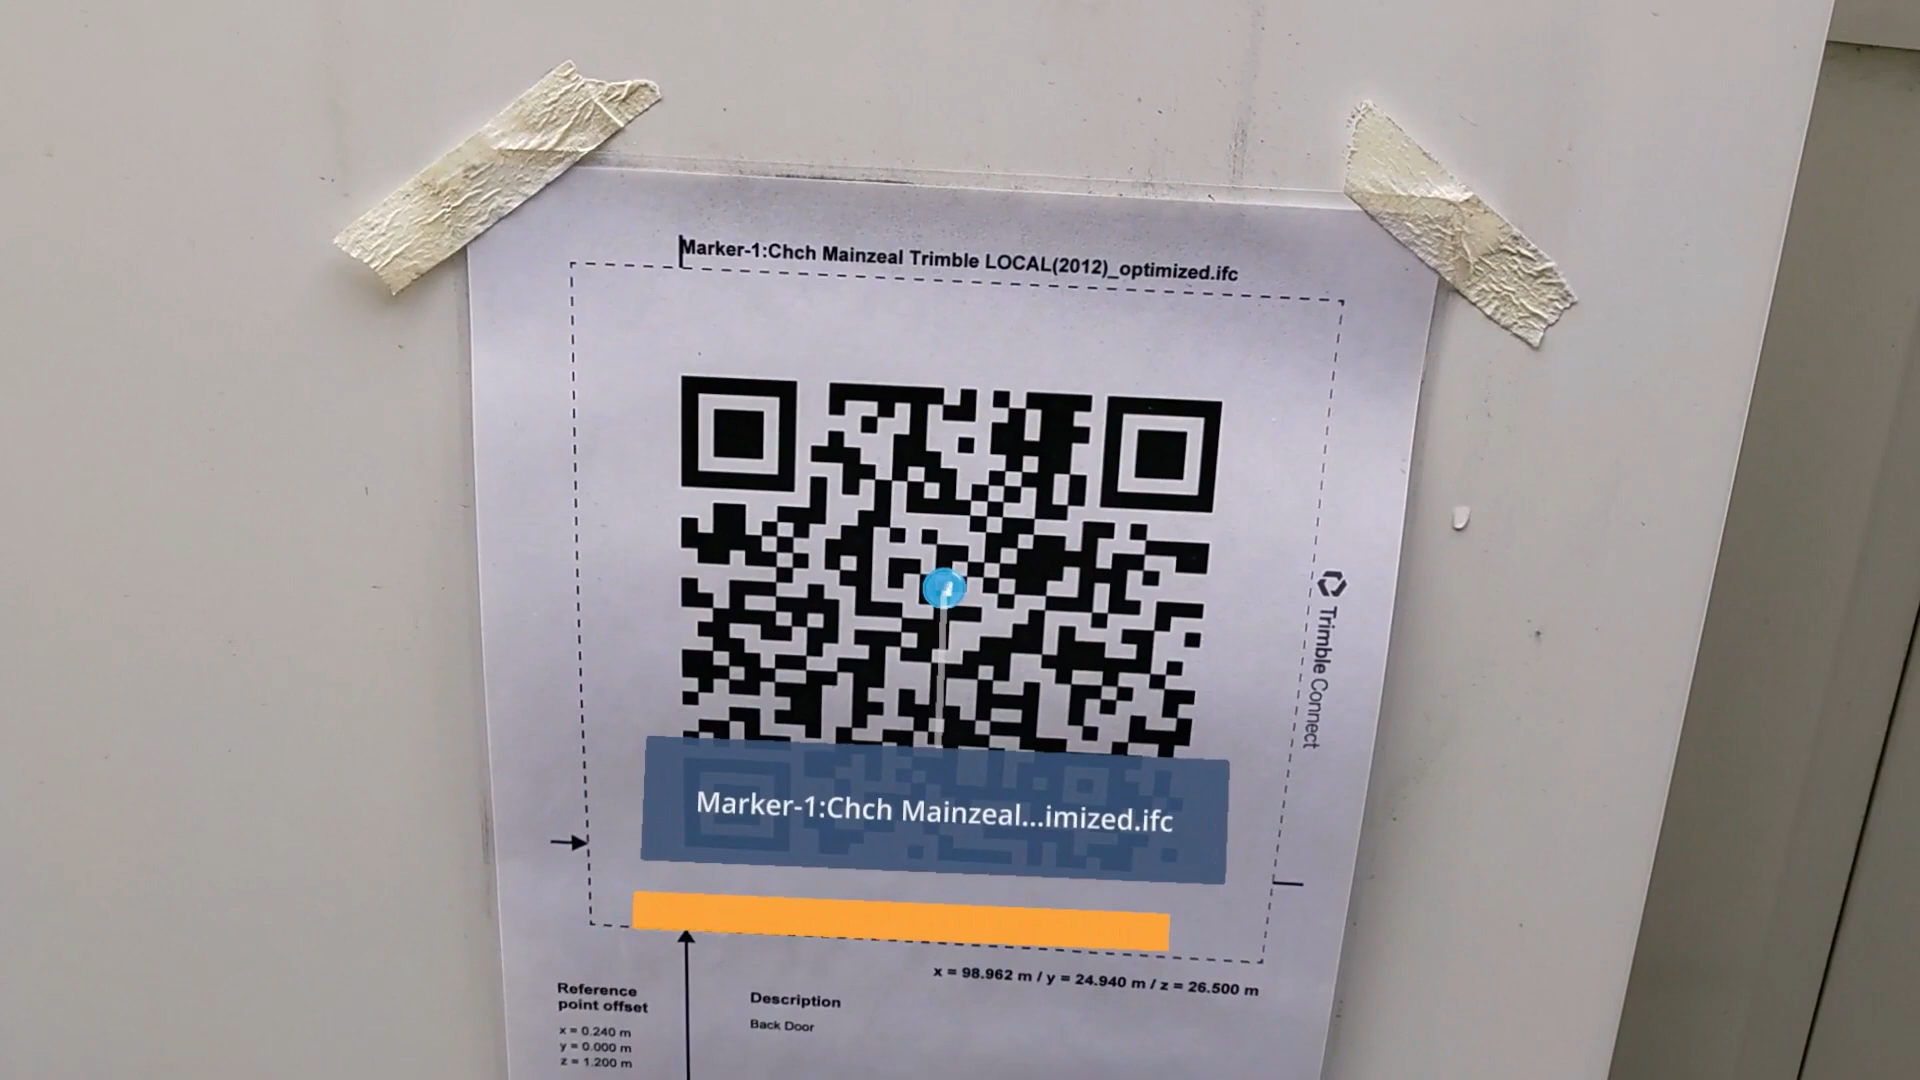 Marker-1:Chch Mainzeal Trimble LOCAL(2012)_optimized.ifc
Trimble Connect
Marker-1:Chch Mainzeal...imized.ifc
x = 98.962 m / y = 24.940 m / z = 26.500 m
Reference
point offset
x = 0.240 m
y = 0.000 m
z = 1.200 m
Description
Back Door